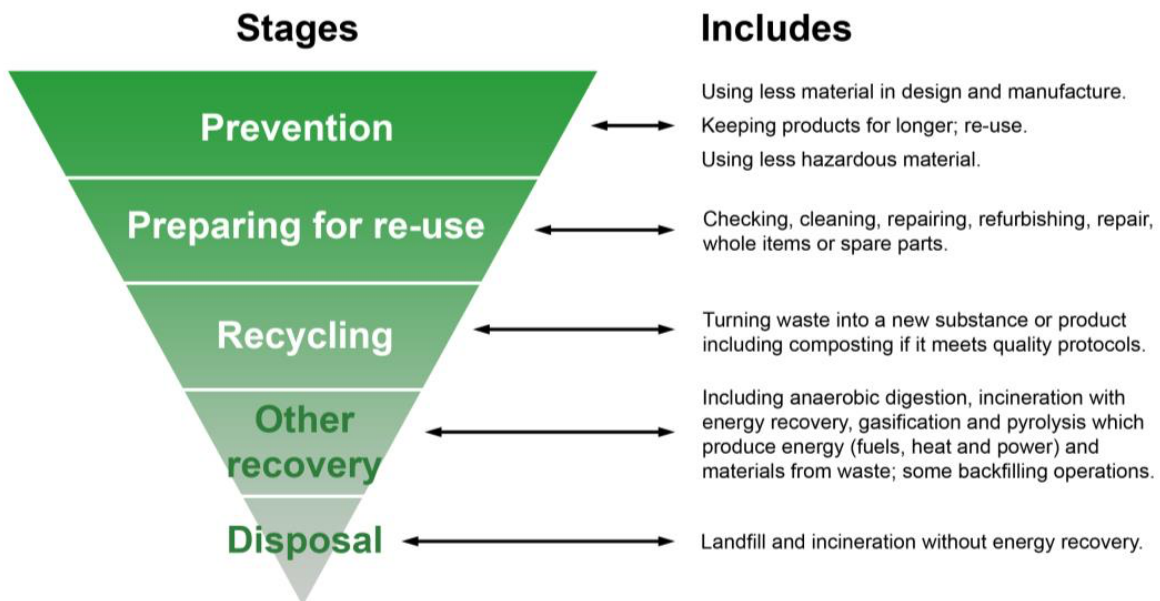 Stages
Includes
Prevention
Using less material in design and manufacture.
Keeping products for longer; re-use.
Using less hazardous material.
Preparing for re-use
Checking, cleaning, repairing, refurbishing, repair,
whole items or spare parts.
Recycling
Turning waste into a new substance or product
including composting if it meets quality protocols.
Other
recovery
Including anaerobic digestion, incineration with
energy recovery, gasification and pyrolysis which
produce energy (fuels, heat and power) and
materials from waste; some backfilling operations.
Disposal
Landfill and incineration without energy recovery.